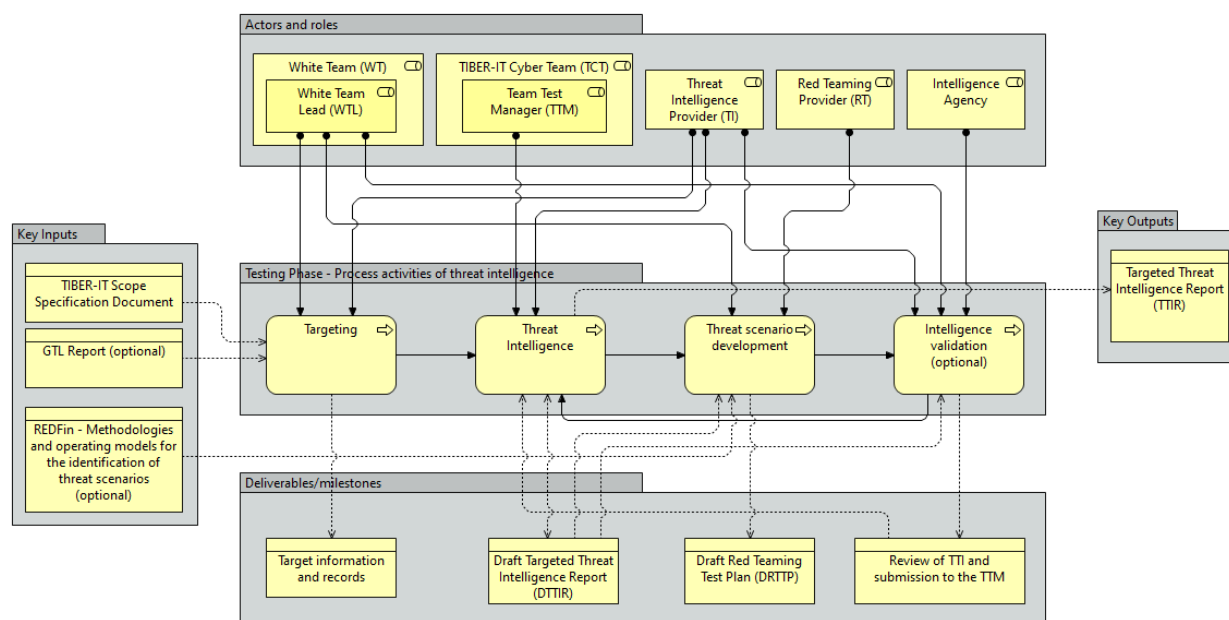 Actors and roles
White Team (WT)
White Team
Lead (WTL)
TIBER-IT Cyber Team (TCT)
Team Test
Manager (TTM)
Threat
Intelligence
Provider (TI)
Red Teaming
Provider (RT)
Intelligence
Agency
Key Inputs
TIBER-IT Scope
Specification Document
GTL Report (optional)
REDFin - Methodologies
and operating models for
the identification of
threat scenarios
(optional)
Testing Phase - Process activities of threat intelligence
Targeting
Threat
Intelligence
Threat scenario
development
Intelligence
validation
(optional)
Key Outputs
Targeted Threat
Intelligence Report
(TTIR)
Deliverables/milestones
Target information
and records
Draft Targeted Threat
Intelligence Report
(DTTIR)
Draft Red Teaming
Test Plan (DRTTP)
Review of TTI and
submission to the TTM